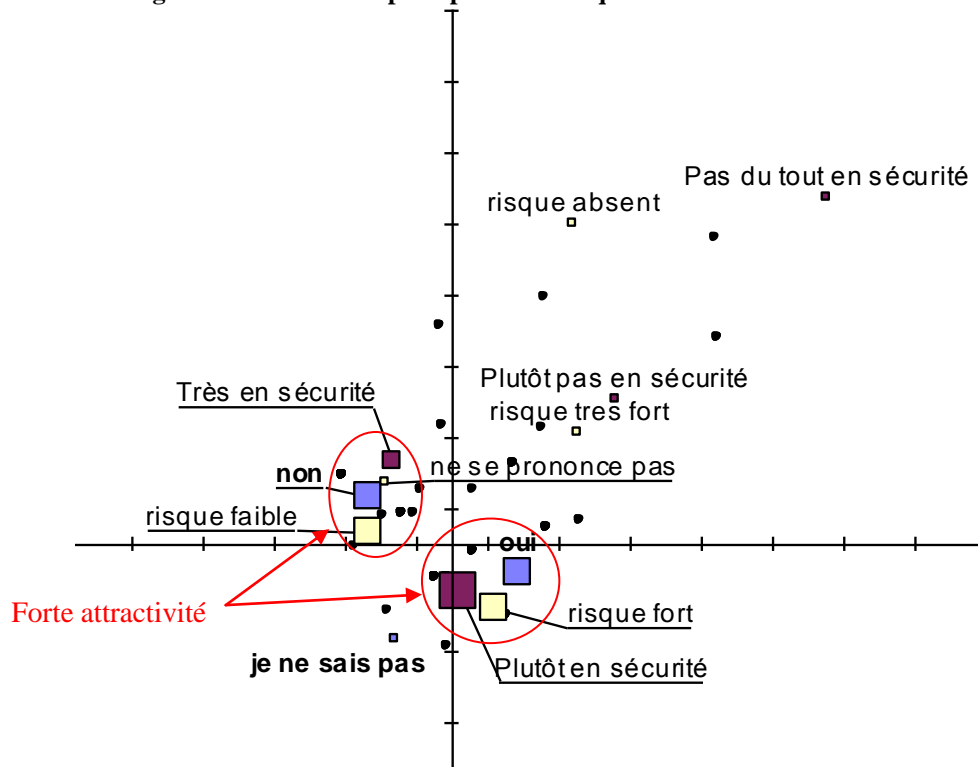 Pas du tout en sécurité
risque absent
Plutôt pas en sécurité
risque tres fort
Très en sécurité
ne se prononce pas
non
risque faible
oui
Forte attractivité
risque fort
je ne sais pas
Plutôt en sécurité